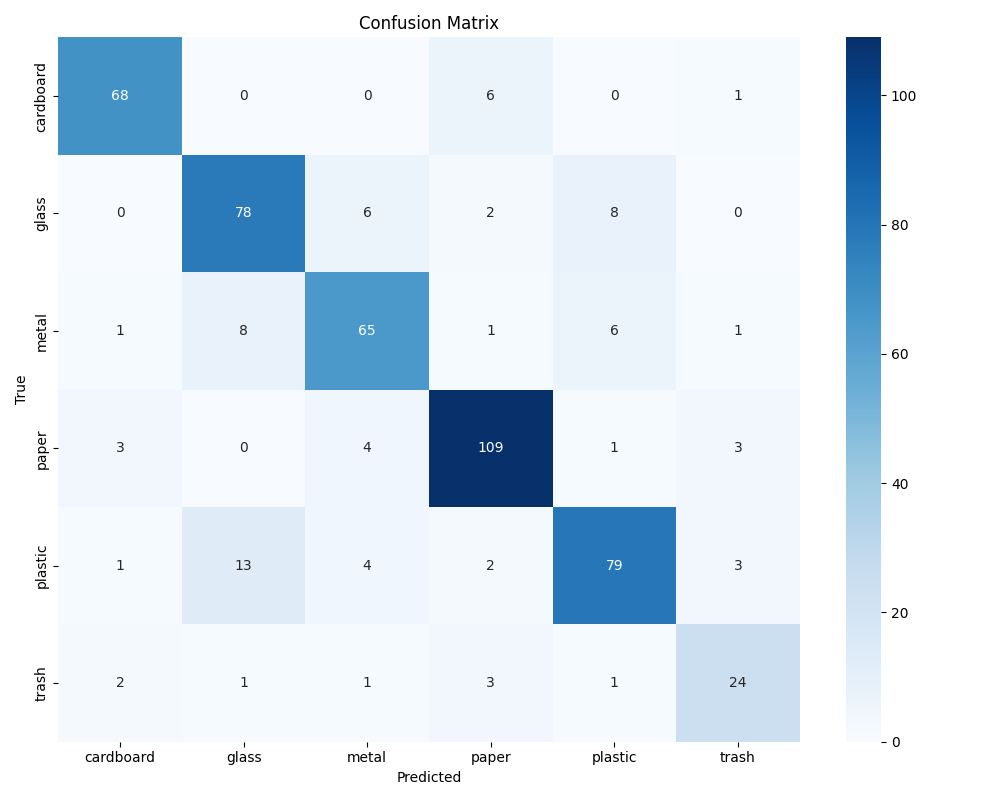 Confusion Matrix
cardboard 68 0 0 6 0 1
glass 0 78 6 2 8 0
metal 1 8 65 1 6 1
paper 3 0 4 109 1 3
plastic 1 13 4 2 79 3
trash 2 1 1 3 1 24
True
cardboard glass metal paper plastic trash
Predicted
100
80
60
40
20
0